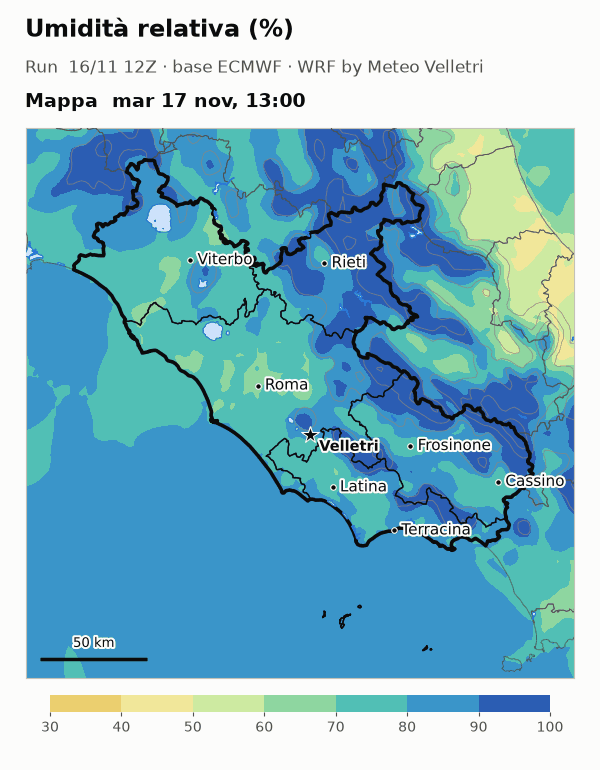 Umidità relativa (%)
Run  16/11 12Z · base ECMWF · WRF by Meteo Velletri
Mappa  mar 17 nov, 13:00
Viterbo
Rieti
Roma
Velletri
Frosinone
Cassino
Latina
Terracina
50 km
30 40 50 60 70 80 90 100